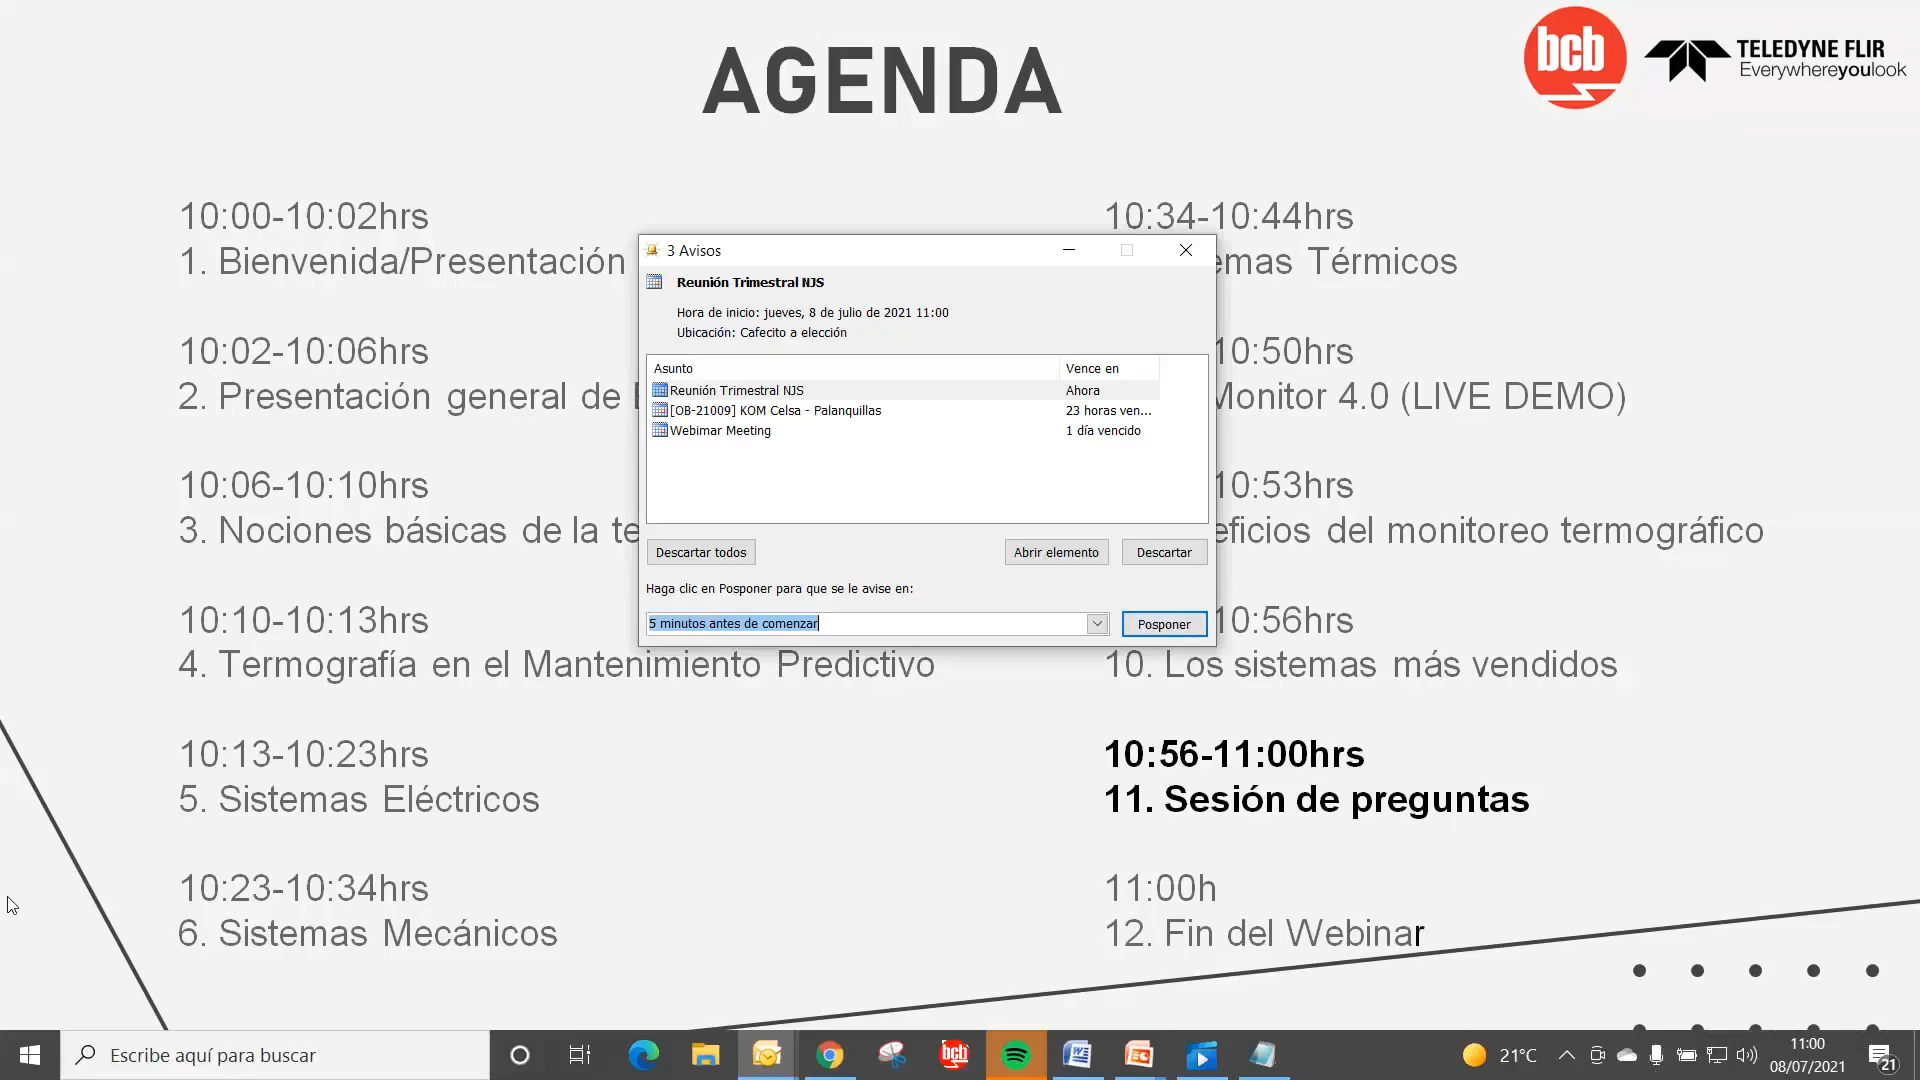 AGENDA
bcb
TELEDYNE FLIR
Everywhereyoulook
10:00-10:02hrs
1. Bienvenida/Presentación
10:02-10:06hrs
2. Presentación general de
10:06-10:10hrs
3. Nociones básicas de la
10:10-10:13hrs
4. Termografía en el Mantenimiento Predictivo
10:13-10:23hrs
5. Sistemas Eléctricos
10:23-10:34hrs
6. Sistemas Mecánicos
10:34-10:44hrs
Térmicos
10:50hrs
Monitor 4.0 (LIVE DEMO)
10:53hrs
del monitoreo termográfico
10:56hrs
10. Los sistemas más vendidos
10:56-11:00hrs
11. Sesión de preguntas
11:00h
12. Fin del Webinar
3 Avisos
Reunión Trimestral NJS
Hora de inicio: jueves, 8 de julio de 2021 11:00
Ubicación: Cafecito a elección
Asunto Vence en
Reunión Trimestral NJS Ahora
[OB-21009] KOM Celsa - Palanquillas 23 horas ven...
Webimar Meeting 1 día vencido
Descartar todos Abrir elemento Descartar
Haga clic en Posponer para que se le avise en:
5 minutos antes de comenzar Posponer
Escribe aquí para buscar
bcb
21°C
11:00
08/07/2021
21